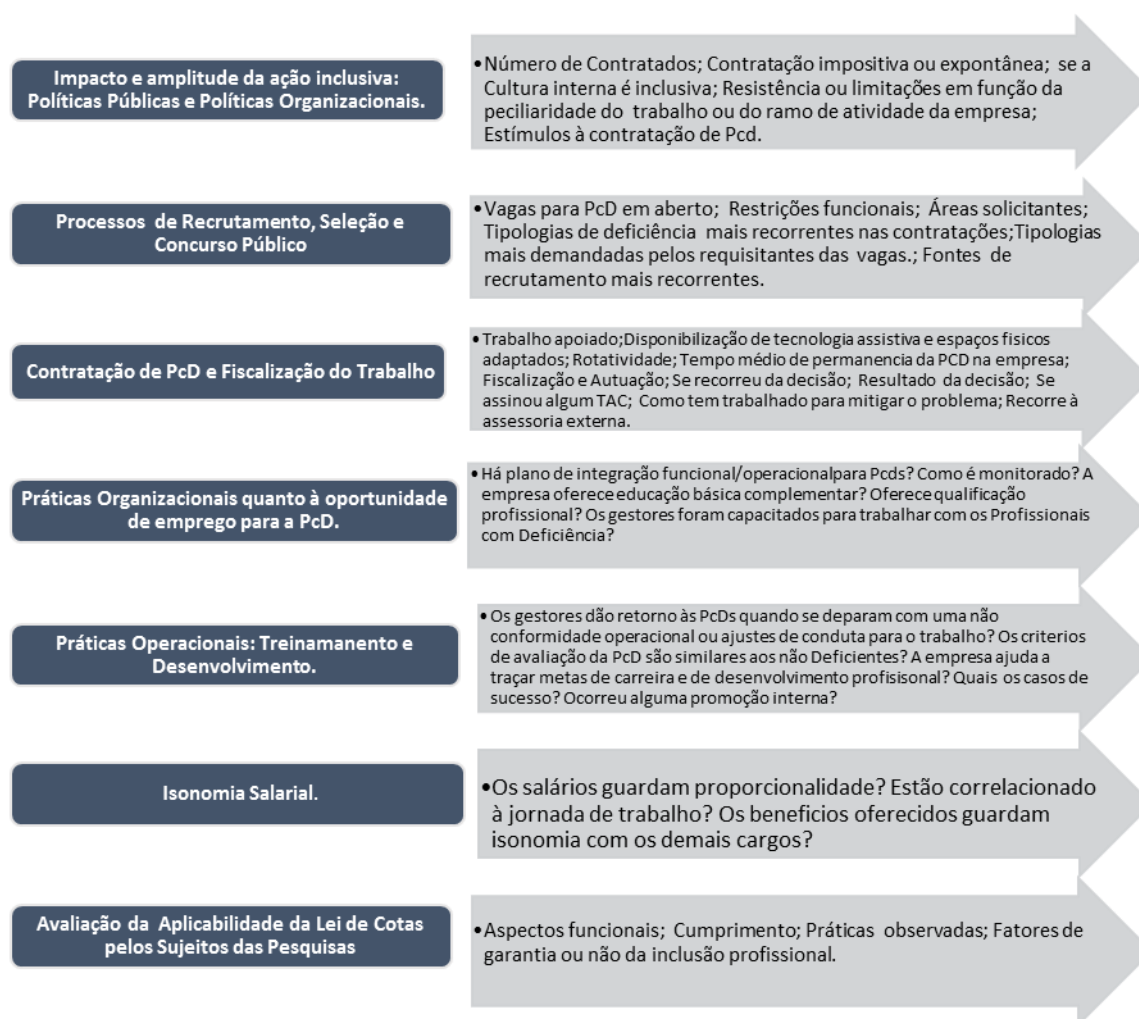 Impacto e amplitude da ação inclusiva:
Políticas Públicas e Políticas Organizacionais.
•Número de Contratados; Contratação impositiva ou expontânea; se a
Cultura interna é inclusiva; Resistência ou limitações em função da
peciliaridade do trabalho ou do ramo de atividade da empresa;
Estímulos à contratação de Pcd.
Processos de Recrutamento, Seleção e
Concurso Público
•Vagas para PcD em aberto; Restrições funcionais; Áreas solicitantes;
Tipologias de deficiência mais recorrentes nas contratações;Tipologias
mais demandadas pelos requisitantes das vagas.; Fontes de
recrutamento mais recorrentes.
Contratação de PcD e Fiscalização do Trabalho
•Trabalho apoiado;Disponibilização de tecnologia assistiva e espaços fisicos
adaptados; Rotatividade; Tempo médio de permanencia da PCD na empresa;
Fiscalização e Autuação; Se recorreu da decisão; Resultado da decisão; Se
assinou algum TAC; Como tem trabalhado para mitigar o problema; Recorre à
assessoria externa.
Práticas Organizacionais quanto à oportunidade
de emprego para a PcD.
•Há plano de integração funcional/operacionalpara Pcds? Como é monitorado? A
empresa oferece educação básica complementar? Oferece qualificação
profissional? Os gestores foram capacitados para trabalhar com os Profissionais
com Deficiência?
Práticas Operacionais: Treinamanento e
Desenvolvimento.
•Os gestores dão retorno às PcDs quando se deparam com uma não
conformidade operacional ou ajustes de conduta para o trabalho? Os criterios
de avaliação da PcD são similares aos não Deficientes? A empresa ajuda a
traçar metas de carreira e de desenvolvimento profisisonal? Quais os casos de
sucesso? Ocorreu alguma promoção interna?
Isonomia Salarial.
•Os salários guardam proporcionalidade? Estão correlacionado
à jornada de trabalho? Os beneficios oferecidos guardam
isonomia com os demais cargos?
Avaliação da Aplicabilidade da Lei de Cotas
pelos Sujeitos das Pesquisas
•Aspectos funcionais; Cumprimento; Práticas observadas; Fatores de
garantia ou não da inclusão profissional.